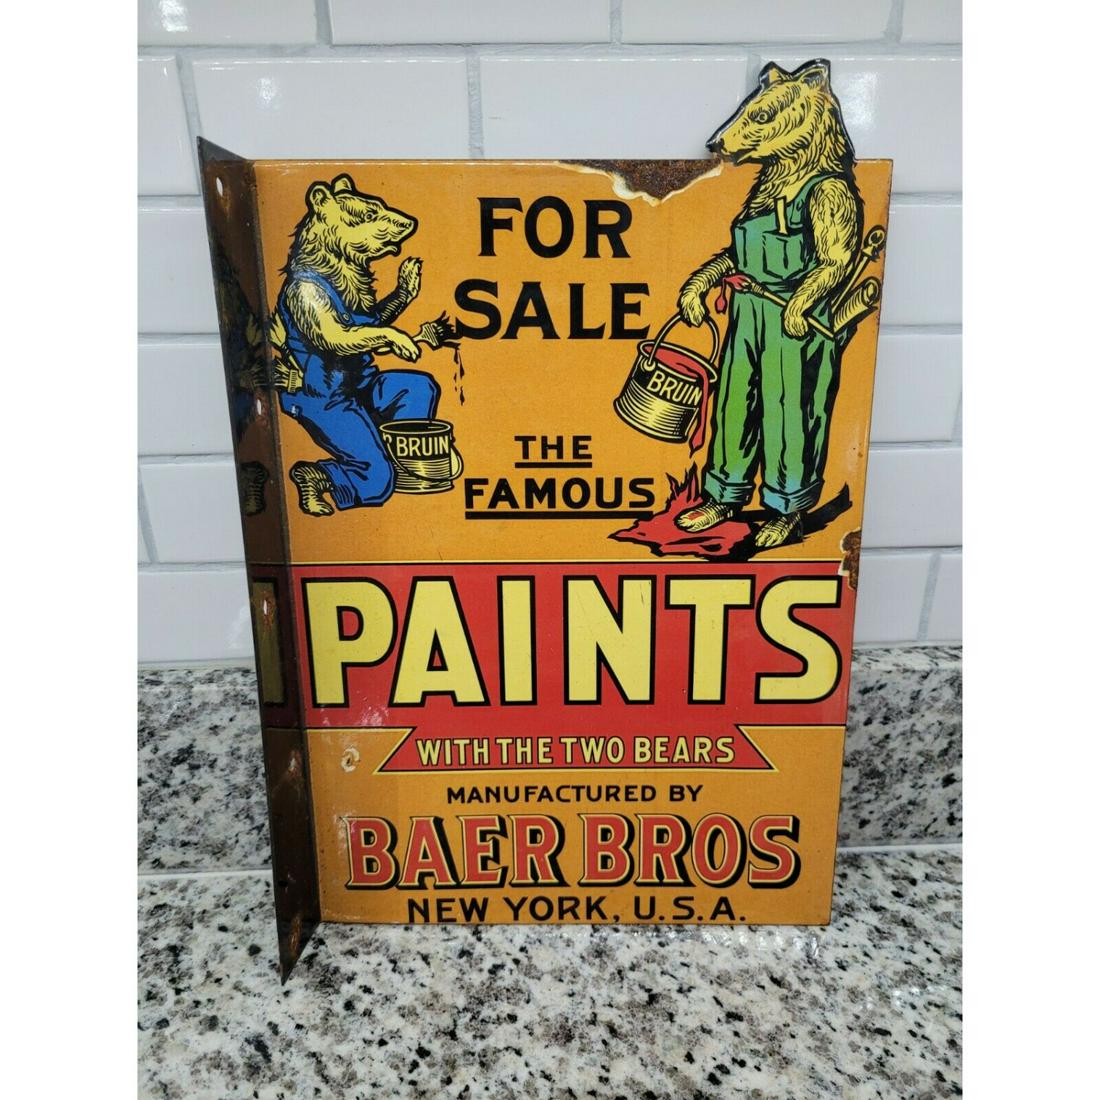 FOR
SALE
BRUIN
BRUIN
THE
FAMOUS
PAINTS
WITH THE TWO BEARS
MANUFACTURED BY
BAER BROS
NEW YORK, U.S.A.